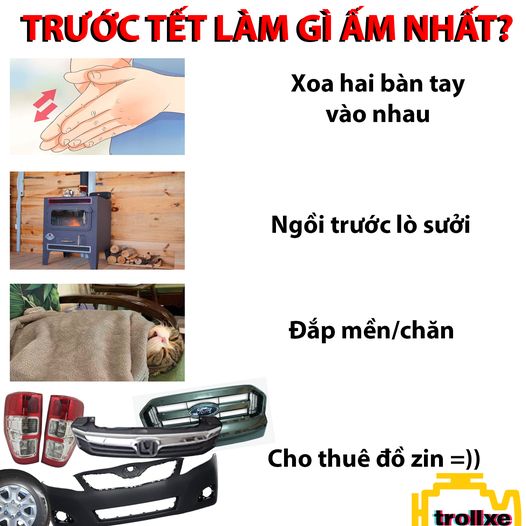 TRƯỚC TẾT LÀM GÌ ẤM NHẤT?
Xoa hai bàn tay
vào nhau
Ngồi trước lò sưởi
Đắp mền/chăn
Ford
Cho thuê đồ zin =))
trollxe